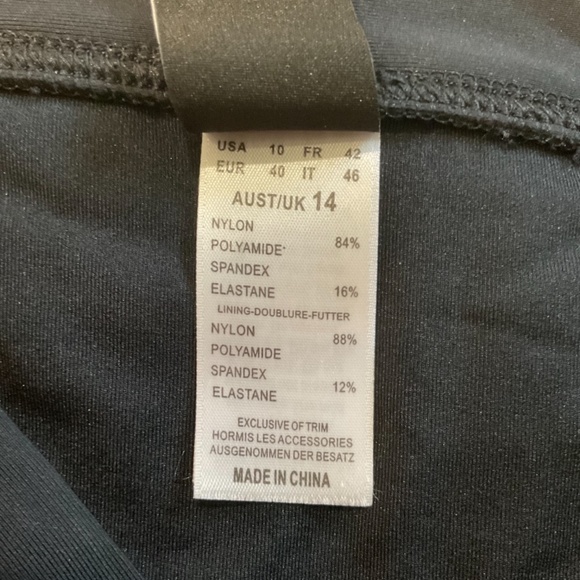 USA 10 FR 42
EUR 40 IT 46
AUST/UK 14
NYLON
POLYAMIDE 84%
SPANDEX
ELASTANE 16%
LINING-DOUBLURE-FUTTER
NYLON
POLYAMIDE 88%
SPANDEX
ELASTANE 12%
EXCLUSIVE OF TRIM
HORMIS LES ACCESSORIES
AUSGENOMMEN DER BESATZ
MADE IN CHINA